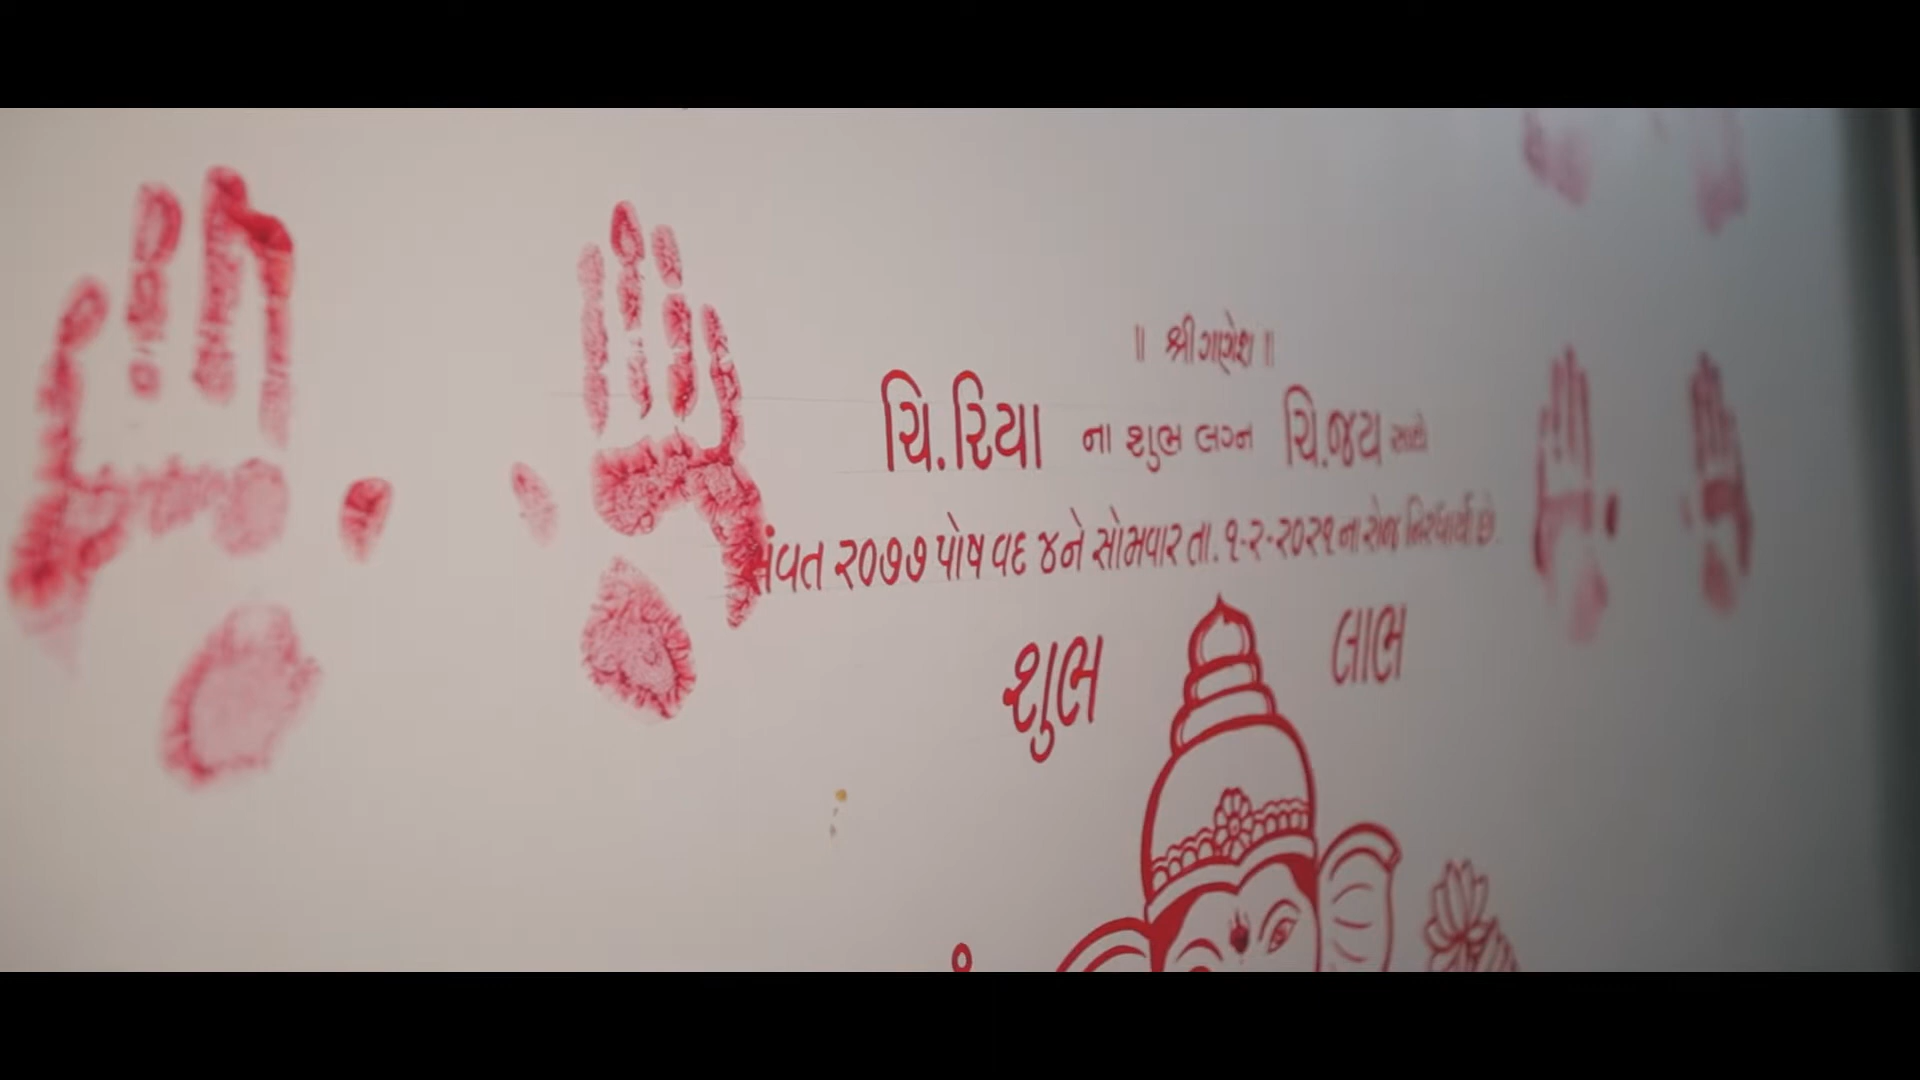 ॥ શ્રી ગણેશ ॥
ચિ.રિયા ના શુભ લગ્ન ચિ.જય સાથે
સંવત ૨૦૭૭ પોષ વદ ૪ને સોમવાર તા. ૧-૨-૨૦૨૧ ના રોજ નિરધાર્યા છે.
શુભ લાભ